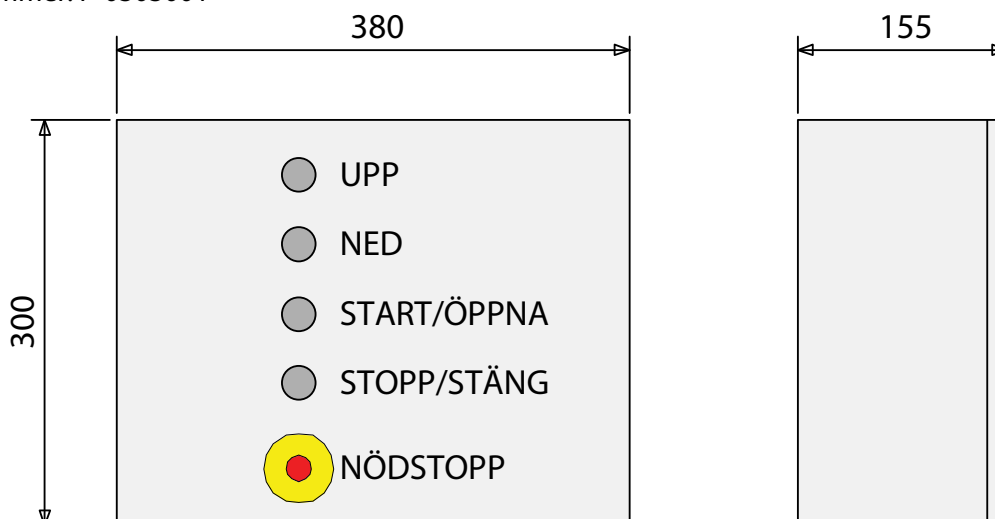 380
155
UPP
NED
START/ÖPPNA
300
STOPP/STÄNG
NÖDSTOPP